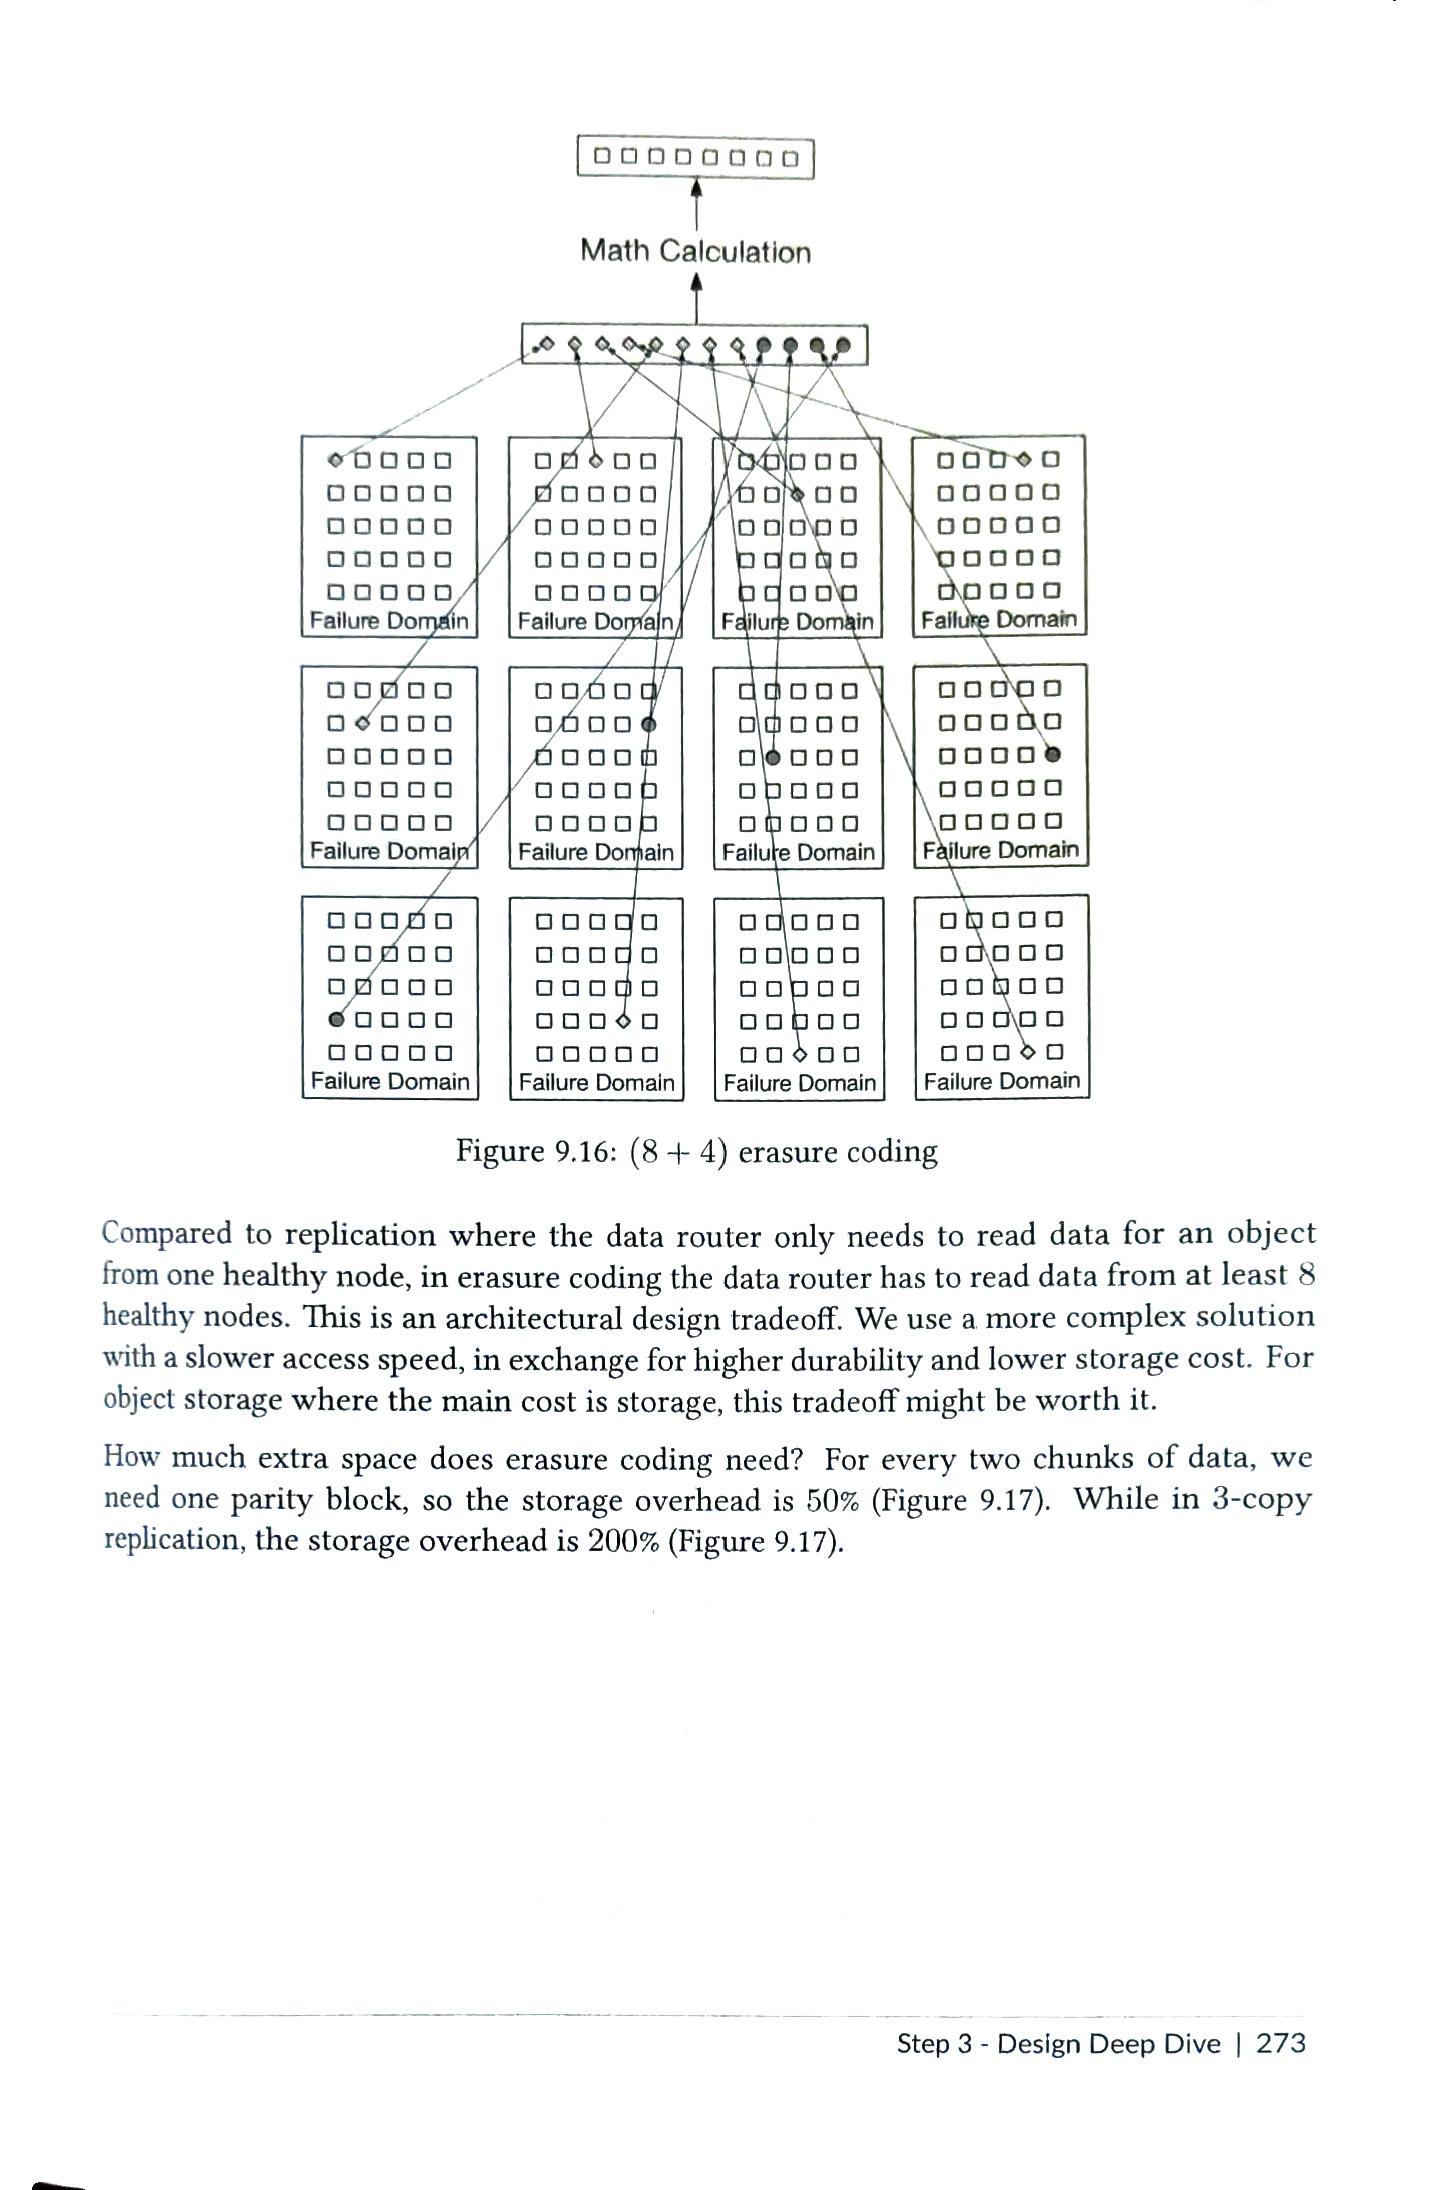 Math Calculation
Failure Domain
Failure Domain
Failure Domain
Failure Domain
Failure Domain
Failure Domain
Failure Domain
Failure Domain
Failure Domain
Failure Domain
Failure Domain
Failure Domain
Figure 9.16: (8 + 4) erasure coding
Compared to replication where the data router only needs to read data for an object
from one healthy node, in erasure coding the data router has to read data from at least 8
healthy nodes. This is an architectural design tradeoff. We use a more complex solution
with a slower access speed, in exchange for higher durability and lower storage cost. For
object storage where the main cost is storage, this tradeoff might be worth it.
How much extra space does erasure coding need? For every two chunks of data, we
need one parity block, so the storage overhead is 50% (Figure 9.17). While in 3-copy
replication, the storage overhead is 200% (Figure 9.17).
Step 3 - Design Deep Dive | 273